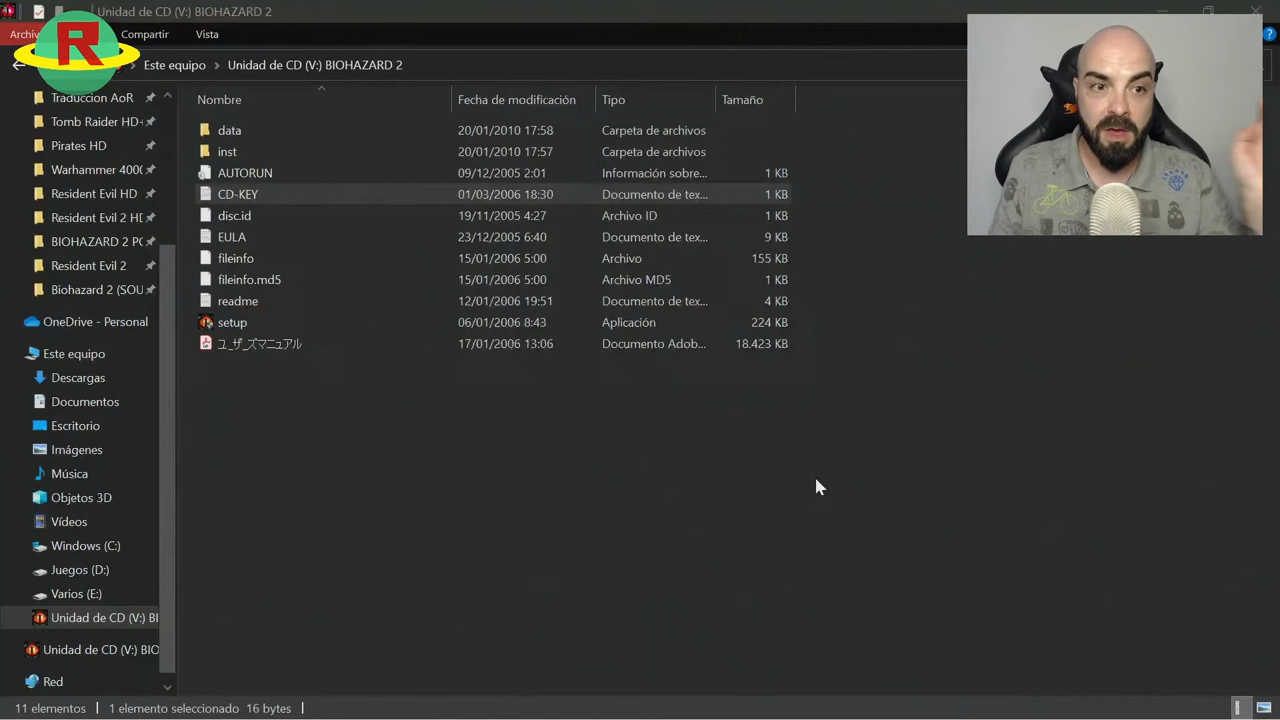 Unidad de CD (V:) BIOHAZARD 2
Archiv
Compartir
Vista
R
Este equipo > Unidad de CD (V:) BIOHAZARD 2
Nombre Fecha de modificación Tipo Tamaño
data 20/01/2010 17:58 Carpeta de archivos
inst 20/01/2010 17:57 Carpeta de archivos
AUTORUN 09/12/2005 2:01 Información sobre... 1 KB
CD-KEY 01/03/2006 18:30 Documento de tex... 1 KB
disc.id 19/11/2005 4:27 Archivo ID 1 KB
EULA 23/12/2005 6:40 Documento de tex... 9 KB
fileinfo 15/01/2006 5:00 Archivo 155 KB
fileinfo.md5 15/01/2006 5:00 Archivo MD5 1 KB
readme 12/01/2006 19:51 Documento de tex... 4 KB
setup 06/01/2006 8:43 Aplicación 224 KB
ユ_ザ_ズマニュアル 17/01/2006 13:06 Documento Adob... 18.423 KB
Traduccion AoR
Tomb Raider HD
Pirates HD
Warhammer 400
Resident Evil HD
Resident Evil 2 HD
BIOHAZARD 2 PC
Resident Evil 2
Biohazard 2 (SOU
OneDrive - Personal
Este equipo
Descargas
Documentos
Escritorio
Imágenes
Música
Objetos 3D
Vídeos
Windows (C:)
Juegos (D:)
Varios (E:)
Unidad de CD (V:) BI
Unidad de CD (V:) BIO
Red
11 elementos
1 elemento seleccionado 16 bytes